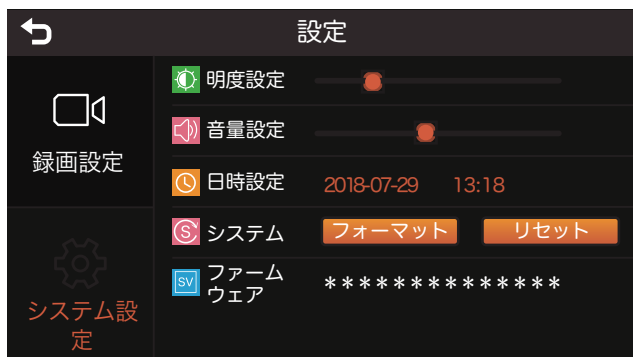 設定
録画設定
システム設
定
明度設定
音量設定
日時設定 2018-07-29 13:18
S システム フォーマット リセット
SV ファーム
ウェア **************